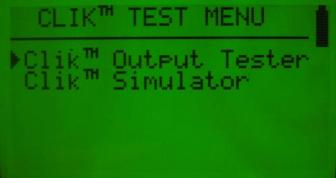 CLIK™ TEST MENU
Clik™ Output Tester
Clik™ Simulator